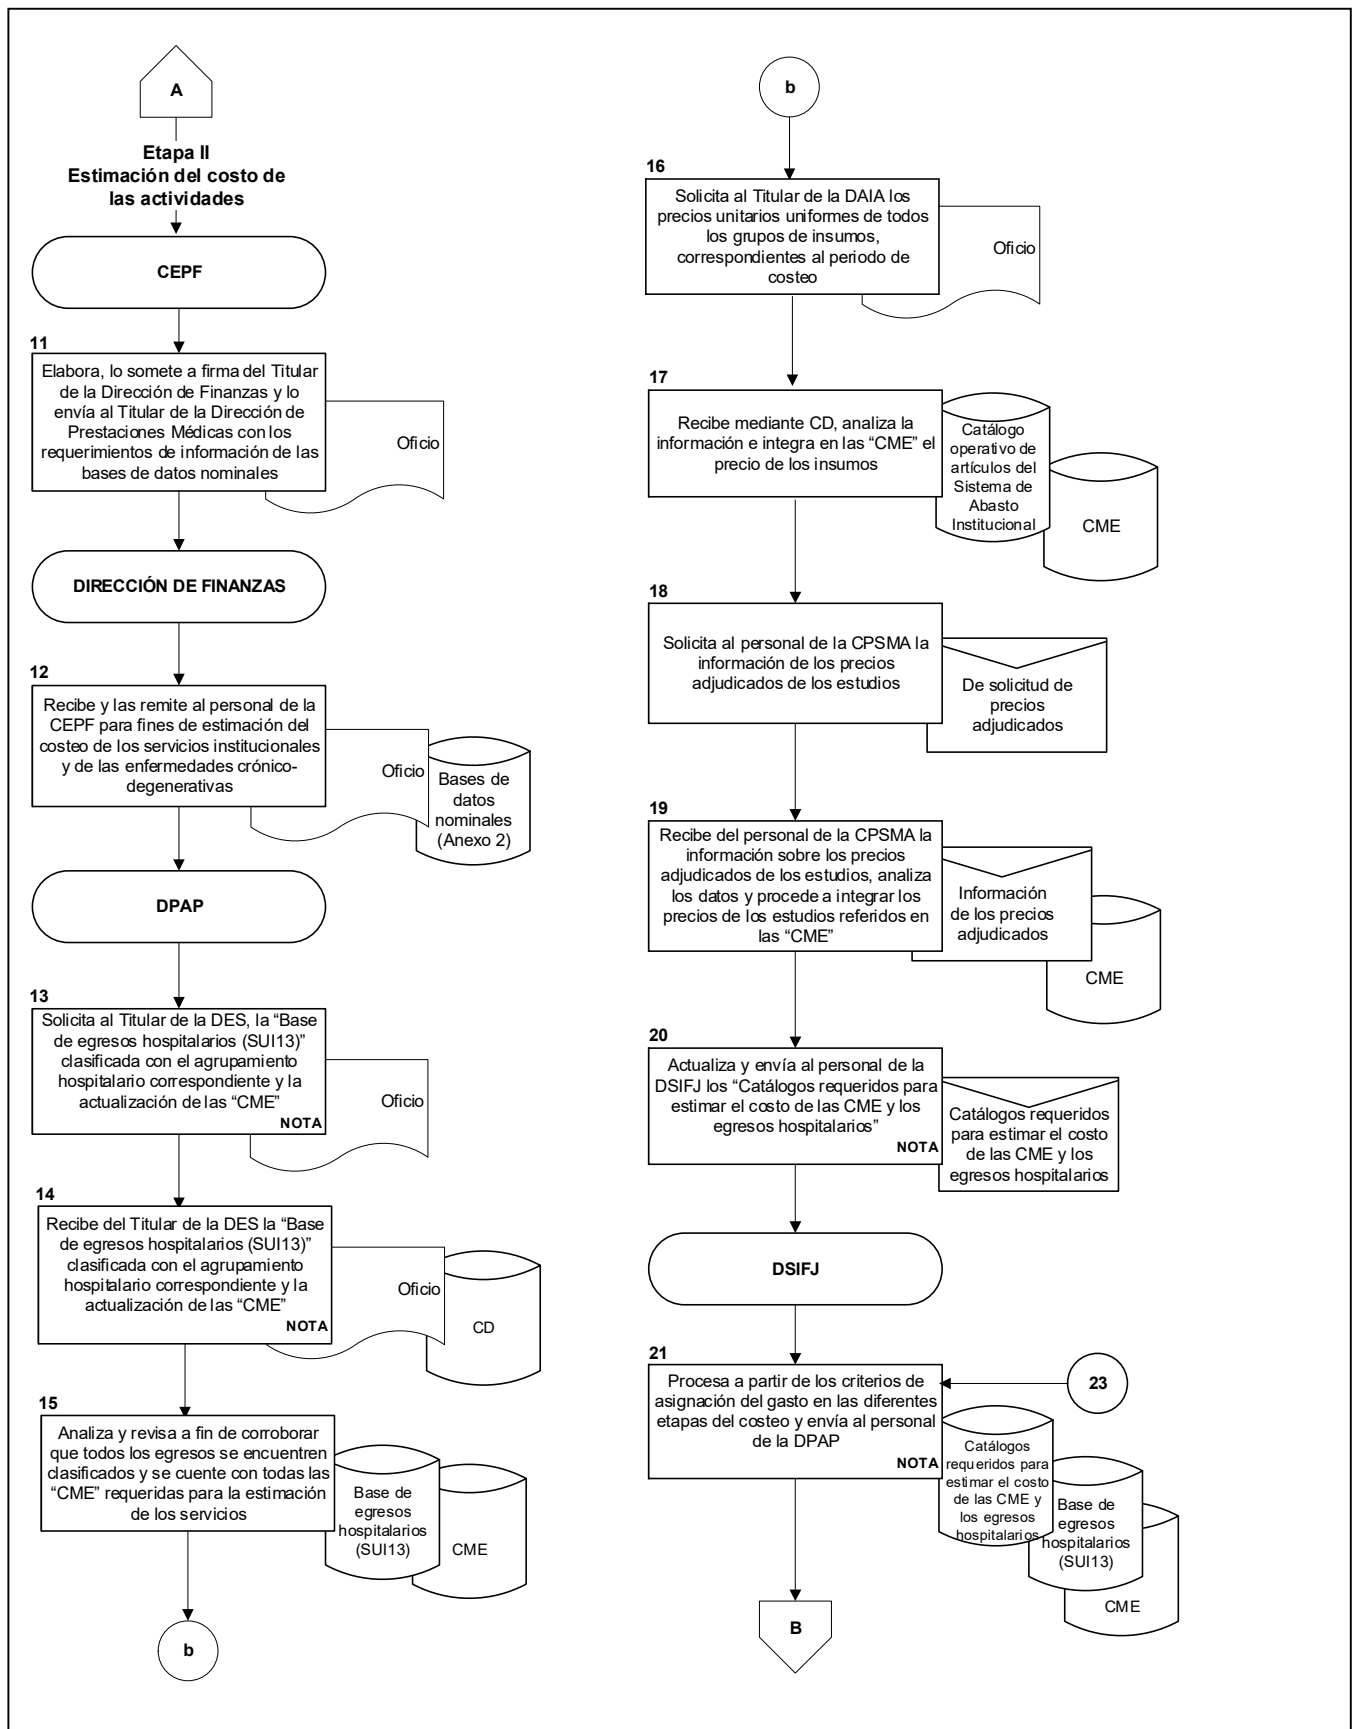 A
Etapa II
Estimación del costo de
las actividades
CEPF
11
Elabora, lo somete a firma del Titular
de la Dirección de Finanzas y lo
envía al Titular de la Dirección de
Prestaciones Médicas con los
requerimientos de información de las
bases de datos nominales
Oficio
DIRECCIÓN DE FINANZAS
12
Recibe y las remite al personal de la
CEPF para fines de estimación del
costeo de los servicios institucionales
y de las enfermedades crónico-
degenerativas
Oficio
Bases de
datos
nominales
(Anexo 2)
DPAP
13
Solicita al Titular de la DES, la “Base
de egresos hospitalarios (SUI13)”
clasificada con el agrupamiento
hospitalario correspondiente y la
actualización de las “CME”
NOTA
Oficio
14
Recibe del Titular de la DES la “Base
de egresos hospitalarios (SUI13)”
clasificada con el agrupamiento
hospitalario correspondiente y la
actualización de las “CME”
NOTA
Oficio
CD
15
Analiza y revisa a fin de corroborar
que todos los egresos se encuentren
clasificados y se cuente con todas las
“CME” requeridas para la estimación
de los servicios
Base de
egresos
hospitalarios
(SUI13)
CME
b
b
16
Solicita al Titular de la DAIA los
precios unitarios uniformes de todos
los grupos de insumos,
correspondientes al periodo de
costeo
Oficio
17
Recibe mediante CD, analiza la
información e integra en las “CME” el
precio de los insumos
Catálogo
operativo de
artículos del
Sistema de
Abasto
Institucional
CME
18
Solicita al personal de la CPSMA la
información de los precios
adjudicados de los estudios
De solicitud de
precios
adjudicados
19
Recibe del personal de la CPSMA la
información sobre los precios
adjudicados de los estudios, analiza
los datos y procede a integrar los
precios de los estudios referidos en
las “CME”
Información
de los precios
adjudicados
CME
20
Actualiza y envía al personal de la
DSIFJ los “Catálogos requeridos para
estimar el costo de las CME y los
egresos hospitalarios”
NOTA
Catálogos requeridos
para estimar el costo
de las CME y los
egresos hospitalarios
DSIFJ
21
Procesa a partir de los criterios de
asignación del gasto en las diferentes
etapas del costeo y envía al personal
de la DPAP
NOTA
23
Catálogos
requeridos para
estimar el costo
de las CME y
los egresos
hospitalarios
Base de
egresos
hospitalarios
(SUI13)
CME
B